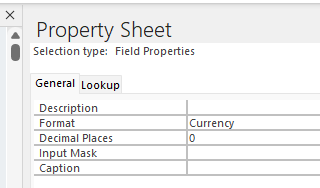 Property Sheet
Selection type: Field Properties
General Lookup
Description
Format Currency
Decimal Places 0
Input Mask
Caption